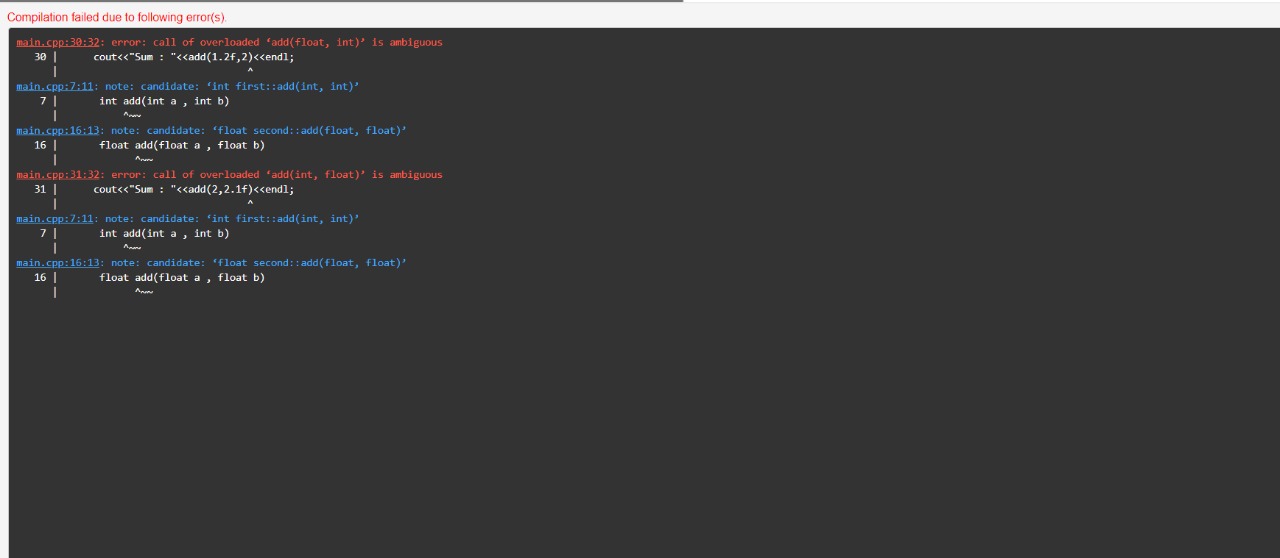 Compilation failed due to following error(s).
main.cpp:30:32: error: call of overloaded ‘add(float, int)’ is ambiguous
   30 |      cout<<"Sum : "<<add(1.2f,2)<<endl;
      |                                ^
main.cpp:7:11: note: candidate: ‘int first::add(int, int)’
    7 |       int add(int a , int b)
      |           ^~~
main.cpp:16:13: note: candidate: ‘float second::add(float, float)’
   16 |       float add(float a , float b)
      |             ^~~
main.cpp:31:32: error: call of overloaded ‘add(int, float)’ is ambiguous
   31 |      cout<<"Sum : "<<add(2,2.1f)<<endl;
      |                                ^
main.cpp:7:11: note: candidate: ‘int first::add(int, int)’
    7 |       int add(int a , int b)
      |           ^~~
main.cpp:16:13: note: candidate: ‘float second::add(float, float)’
   16 |       float add(float a , float b)
      |             ^~~